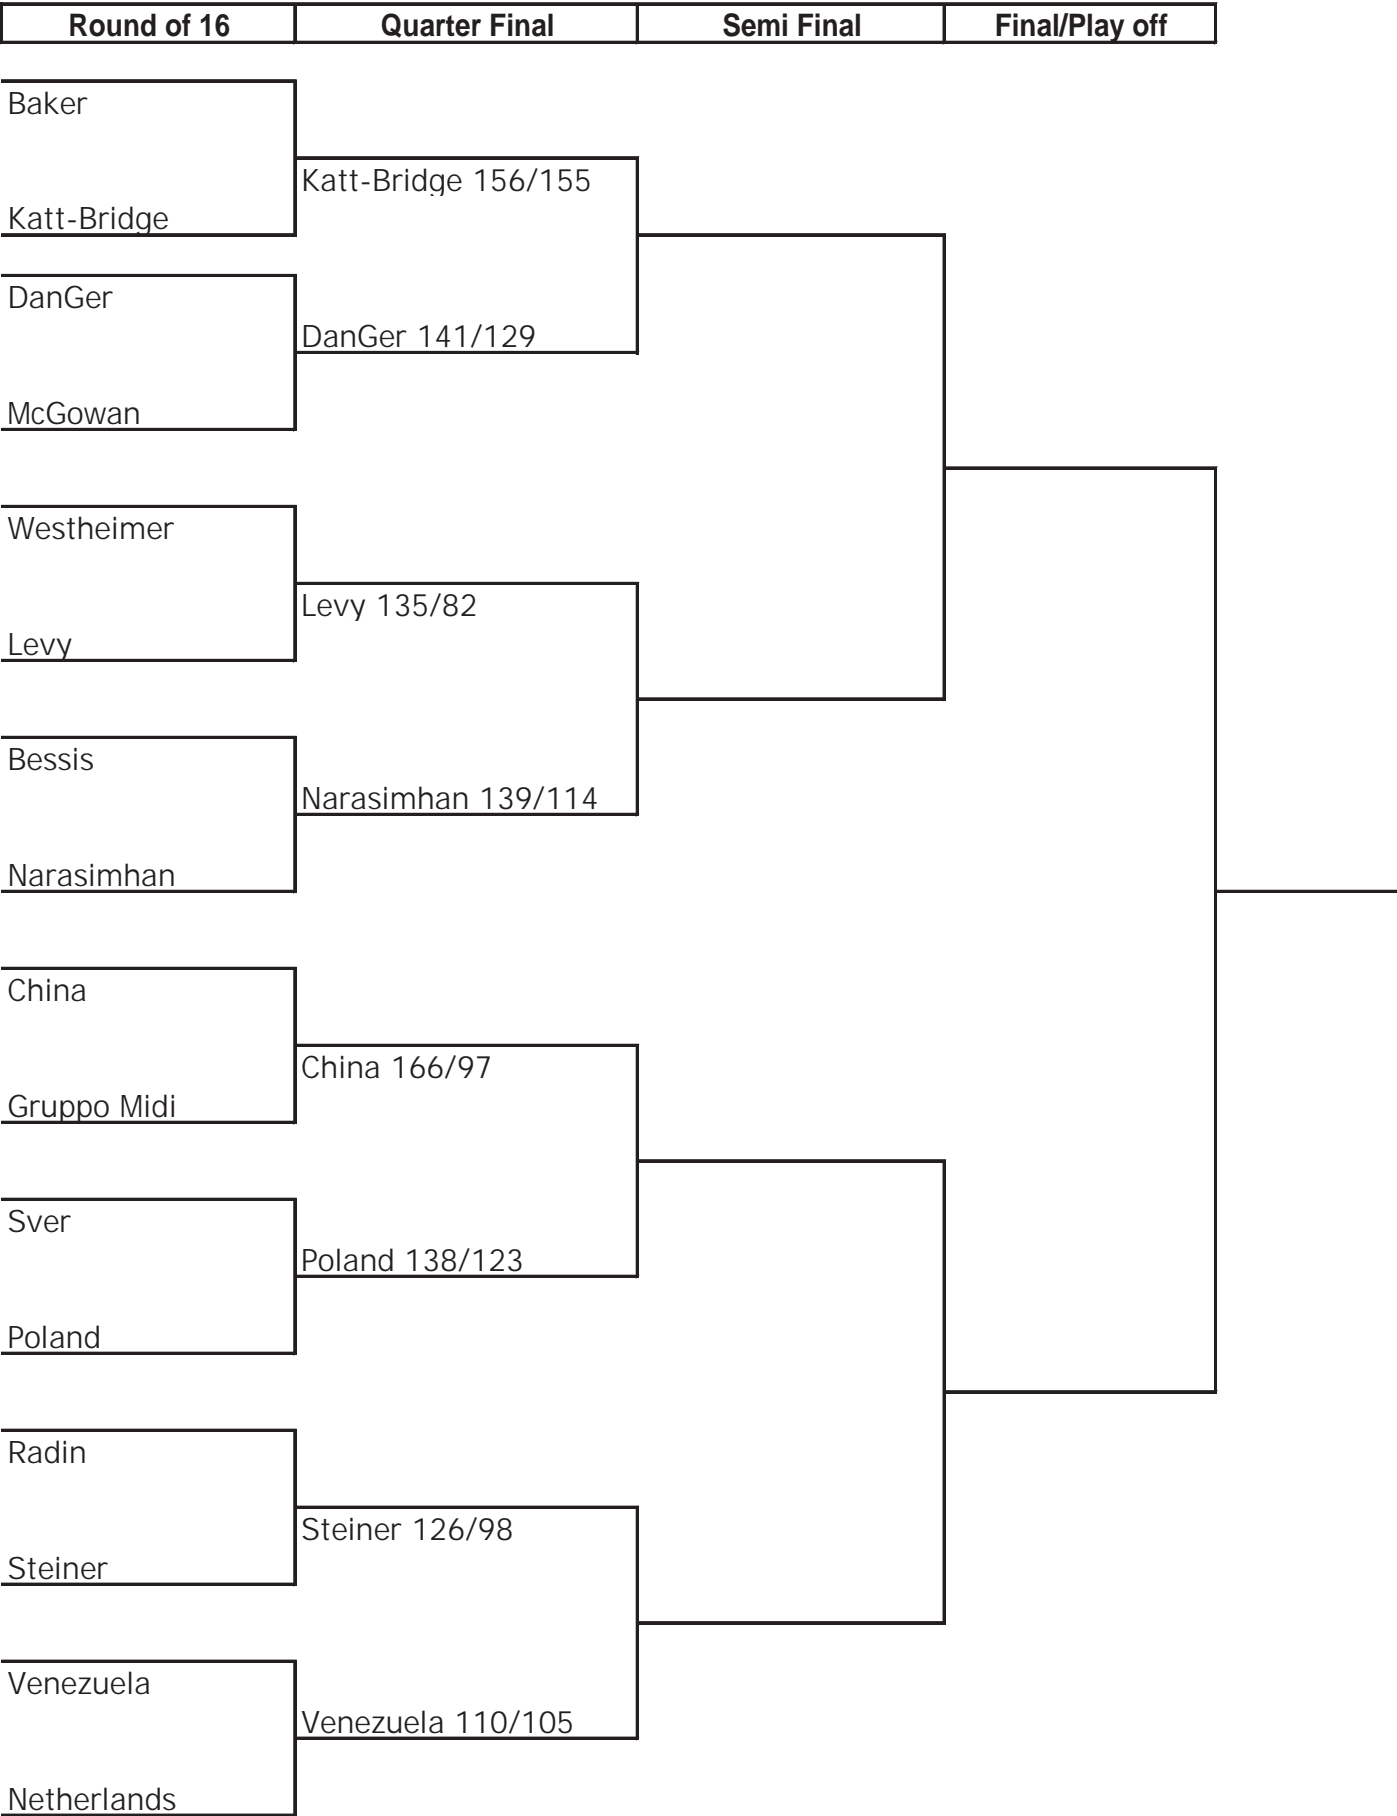 Round of 16 Quarter Final Semi Final Final/Play off
Baker
Katt-Bridge 156/155
Katt-Bridge
DanGer
DanGer 141/129
McGowan
Westheimer
Levy 135/82
Levy
Bessis
Narasimhan 139/114
Narasimhan
China
China 166/97
Gruppo Midi
Sver
Poland 138/123
Poland
Radin
Steiner 126/98
Steiner
Venezuela
Venezuela 110/105
Netherlands